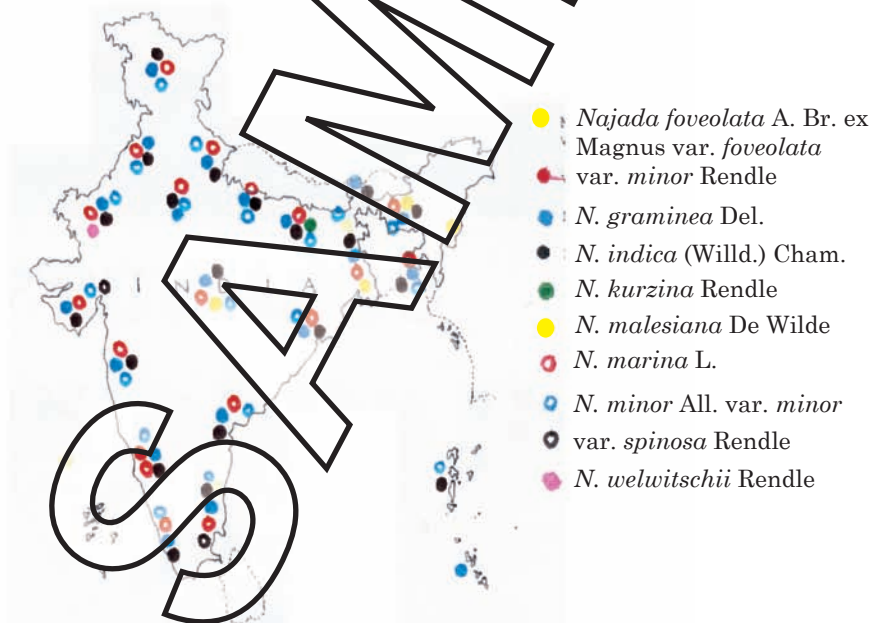 Najada foveolata A. Br. ex
Magnus var. foveolata
var. minor Rendle
N. graminea Del.
N. indica (Willd.) Cham.
N. kurzina Rendle
N. malesiana De Wilde
N. marina L.
N. minor All. var. minor
var. spinosa Rendle
N. welwitschii Rendle
I N D I A
SAM